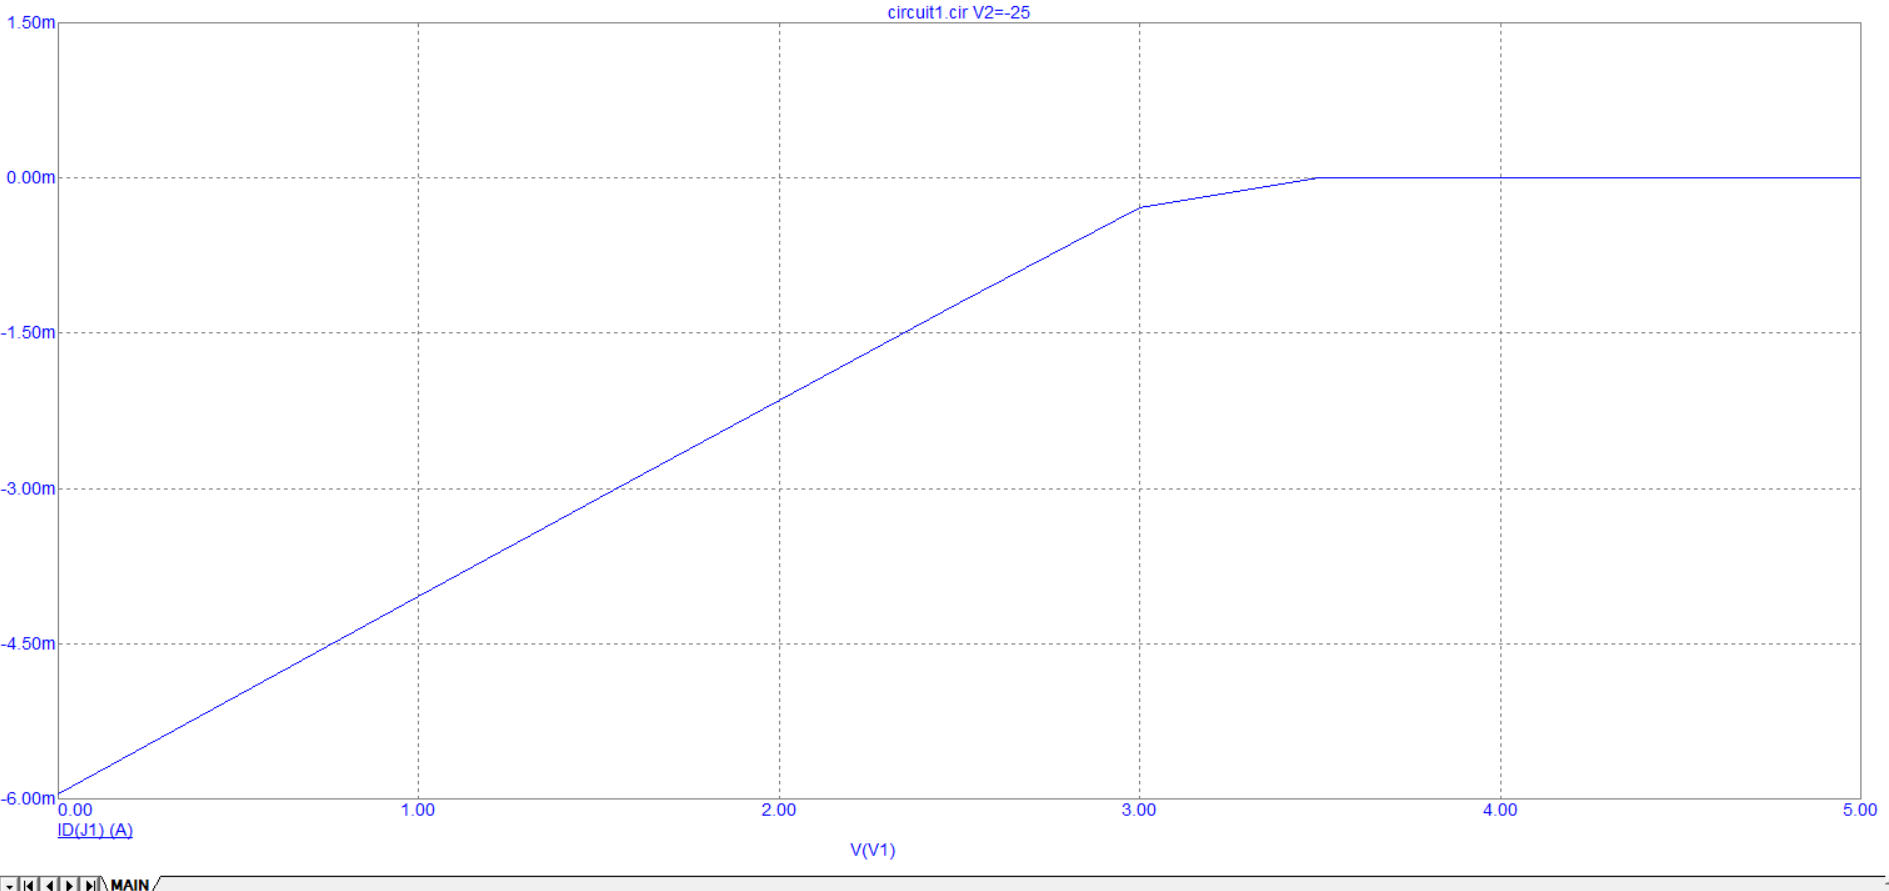 circuit1.cir V2=-25
1.50m
0.00m
-1.50m
-3.00m
-4.50m
-6.00m
0.00 1.00 2.00 3.00 4.00 5.00
ID(J1) (A)
V(V1)
MAIN